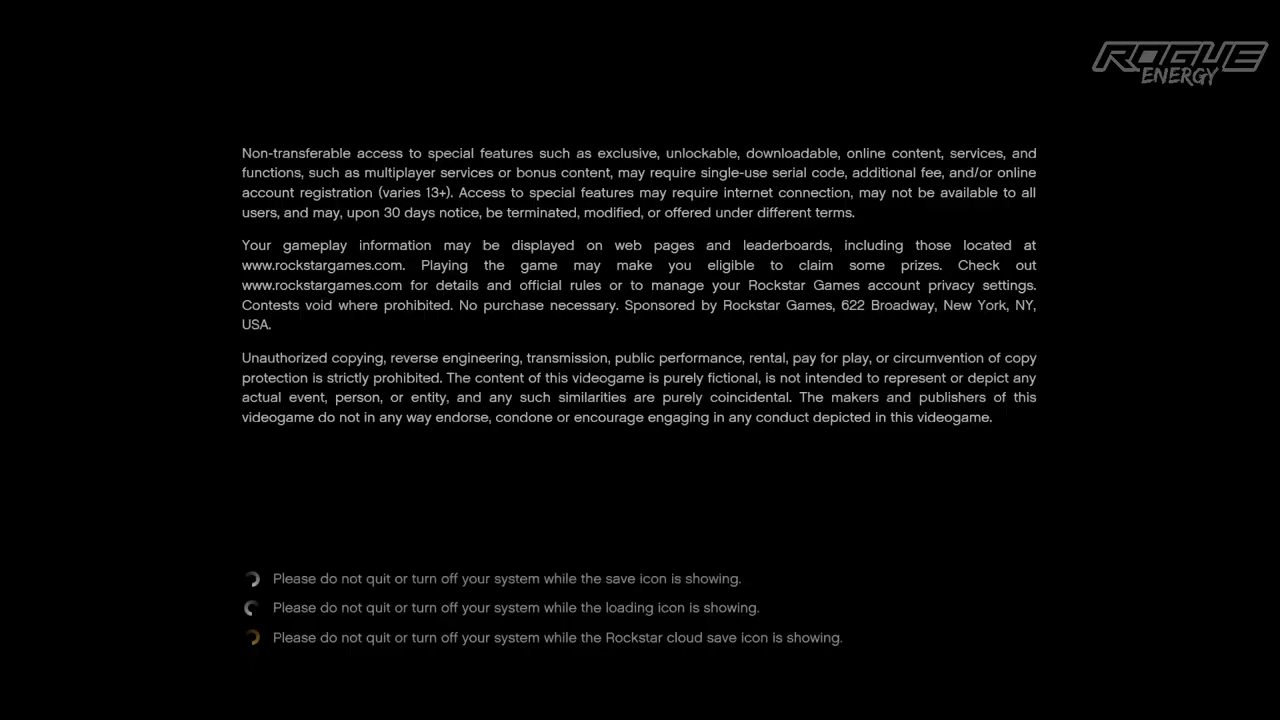 ROGUE
ENERGY
Non-transferable access to special features such as exclusive, unlockable, downloadable, online content, services, and
functions, such as multiplayer services or bonus content, may require single-use serial code, additional fee, and/or online
account registration (varies 13+). Access to special features may require internet connection, may not be available to all
users, and may, upon 30 days notice, be terminated, modified, or offered under different terms.
Your gameplay information may be displayed on web pages and leaderboards, including those located at
www.rockstargames.com. Playing the game may make you eligible to claim some prizes. Check out
www.rockstargames.com for details and official rules or to manage your Rockstar Games account privacy settings.
Contests void where prohibited. No purchase necessary. Sponsored by Rockstar Games, 622 Broadway, New York, NY,
USA.
Unauthorized copying, reverse engineering, transmission, public performance, rental, pay for play, or circumvention of copy
protection is strictly prohibited. The content of this videogame is purely fictional, is not intended to represent or depict any
actual event, person, or entity, and any such similarities are purely coincidental. The makers and publishers of this
videogame do not in any way endorse, condone or encourage engaging in any conduct depicted in this videogame.
Please do not quit or turn off your system while the save icon is showing.
Please do not quit or turn off your system while the loading icon is showing.
Please do not quit or turn off your system while the Rockstar cloud save icon is showing.